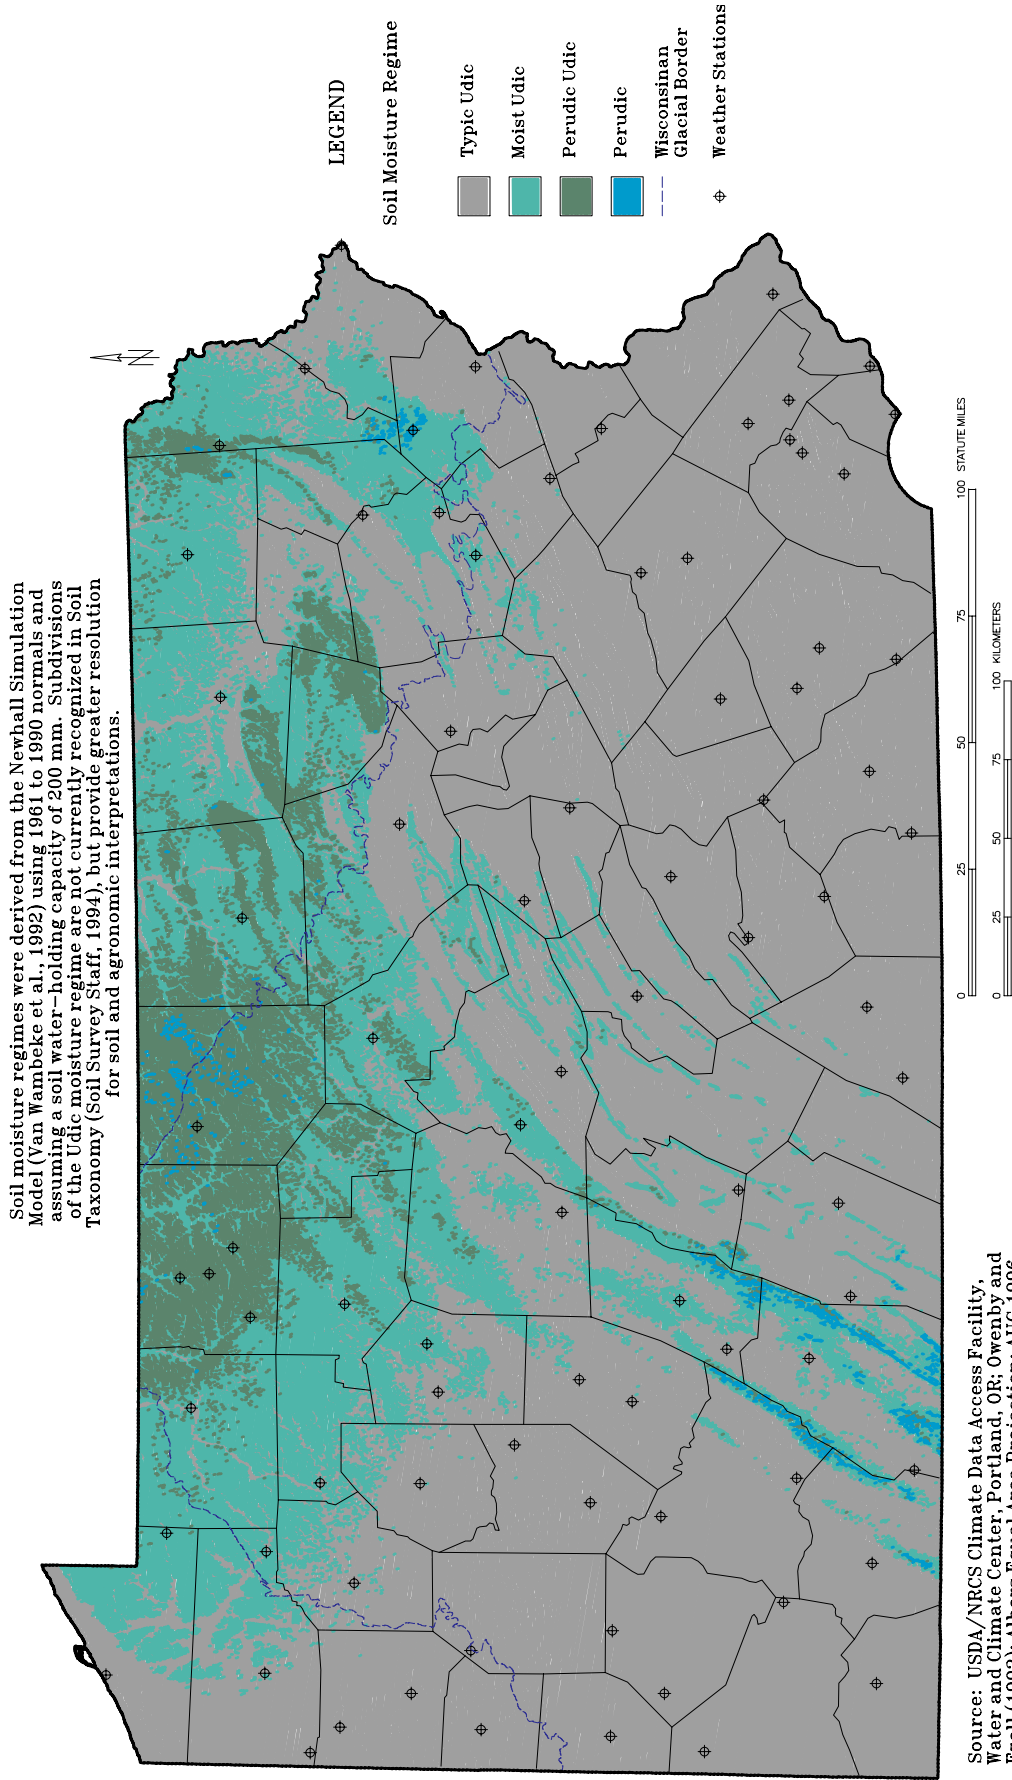 Soil moisture regimes were derived from the Newhall Simulation
Model (Van Wambeke et al., 1992) using 1961 to 1990 normals and
assuming a soil water-holding capacity of 200 mm. Subdivisions
of the Udic moisture regime are not currently recognized in Soil
Taxonomy (Soil Survey Staff, 1994), but provide greater resolution
for soil and agronomic interpretations.
N
LEGEND
Soil Moisture Regime
Typic Udic
Moist Udic
Perudic Udic
Perudic
Wisconsinan
Glacial Border
Weather Stations
0 25 50 75 100 STATUTE MILES
0 25 50 75 100 KILOMETERS
Source: USDA/NRCS Climate Data Access Facility,
Water and Climate Center, Portland, OR; Owenby and